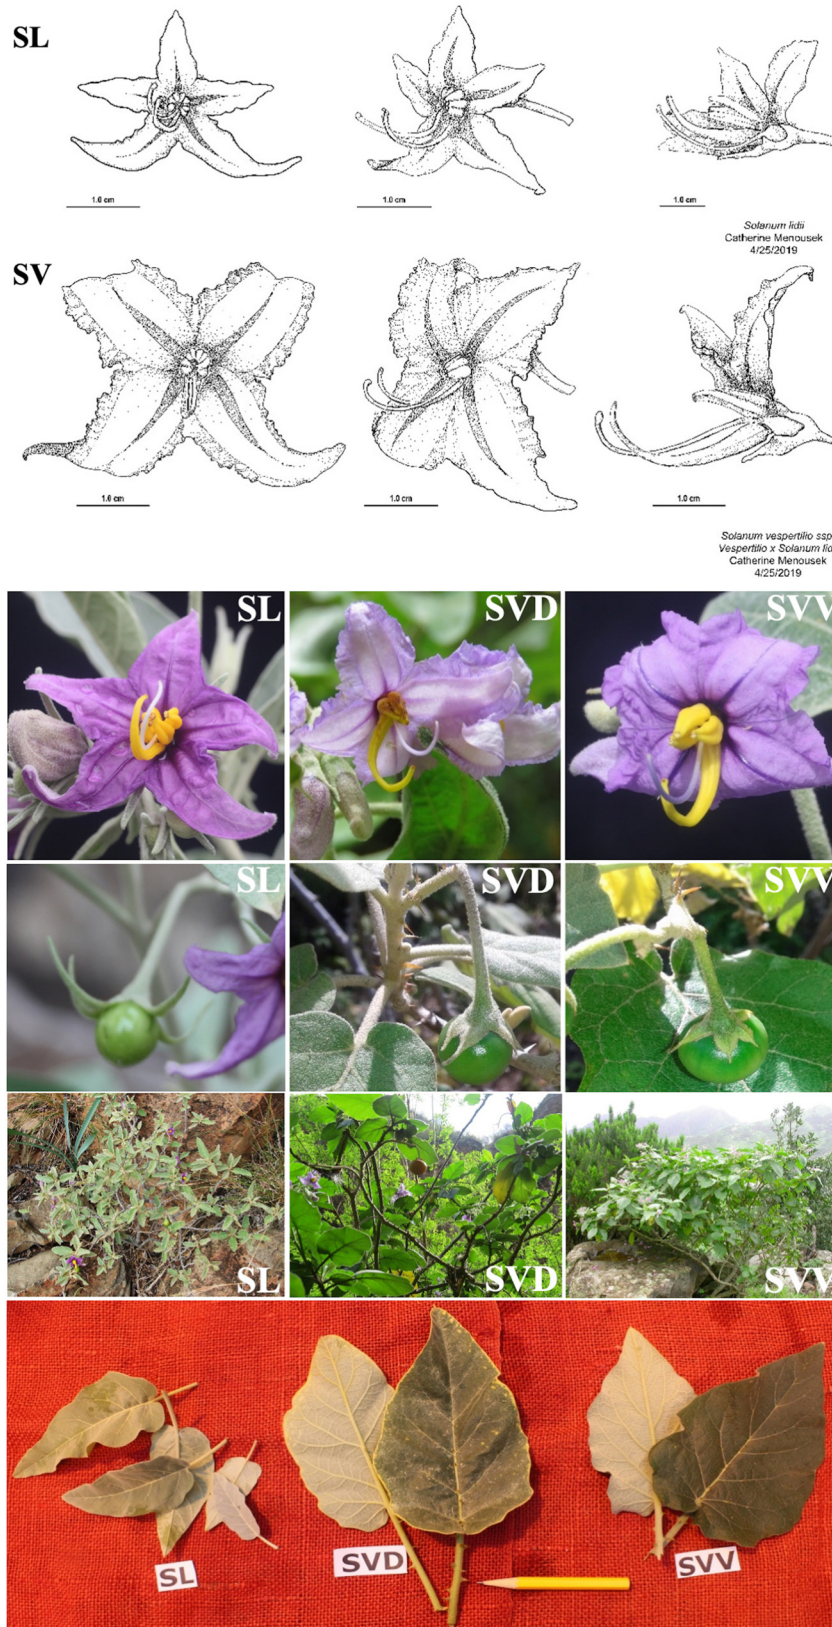 SL
1.0 cm 1.0 cm 1.0 cm
Solanum lidii
Catherine Menousek
4/25/2019
SV
1.0 cm 1.0 cm 1.0 cm
Solanum vespertilio ssp
Vespertilio x Solanum lid
Catherine Menousek
4/25/2019
SL SVD SVV
SL SVD SVV
SL SVD SVV
SL SVD SVV